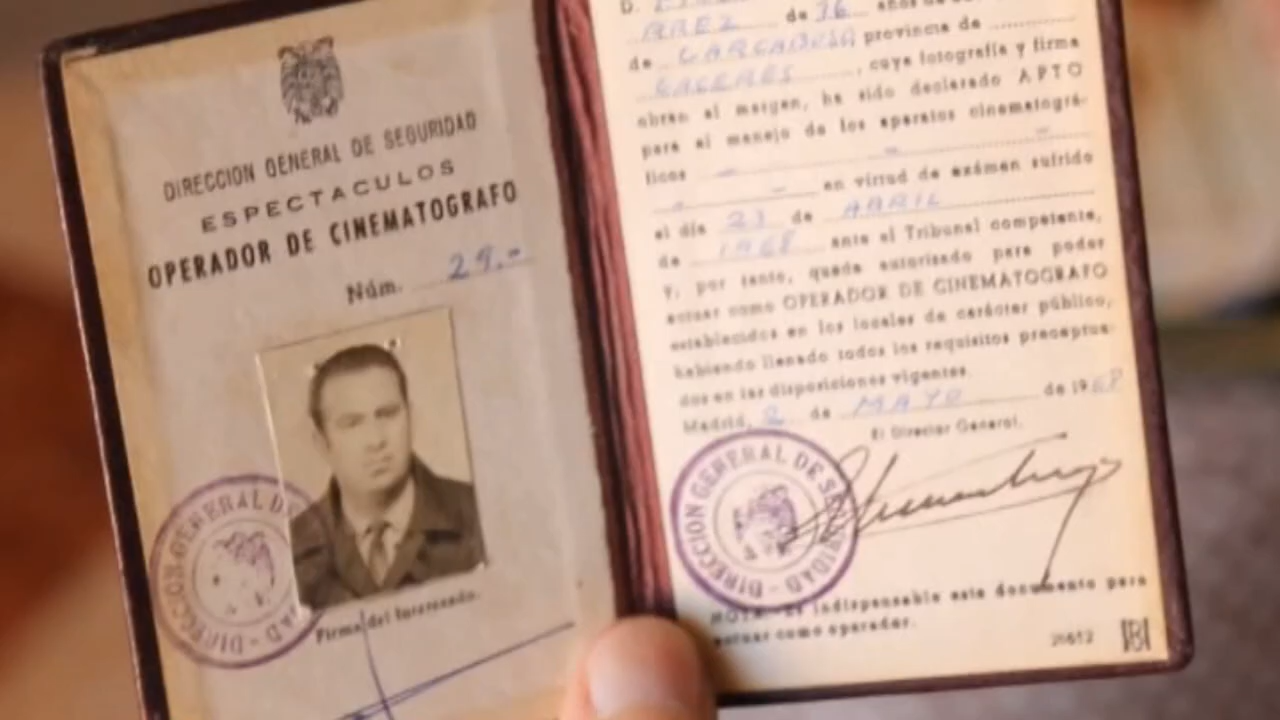 DIRECCION GENERAL DE SEGURIDAD
ESPECTACULOS
OPERADOR DE CINEMATOGRAFO
Núm. 29.-
DIRECCION GENERAL DE SEGURIDAD -
Firma del Interesado.
D.
de 36 años de
de provincia de
CACERES, cuya fotografía y firma
obran al margen, ha sido declarado APTO
para el manejo de los aparatos cinematográ-
ficos
en virtud de exámen sufrido
el día 23 de ABRIL
de 1968 ante el Tribunal competente,
y, por tanto, queda autorizado para poder
actuar como OPERADOR DE CINEMATOGRAFO
establecidos en los locales de carácter público,
habiendo llenado todos los requisitos preceptua-
dos en las disposiciones vigentes.
Madrid, 2 de MAYO de 1968
El Director General,
DIRECCION GENERAL DE SEGURIDAD -
NOTA.- Es indispensable este documento para
actuar como operador.